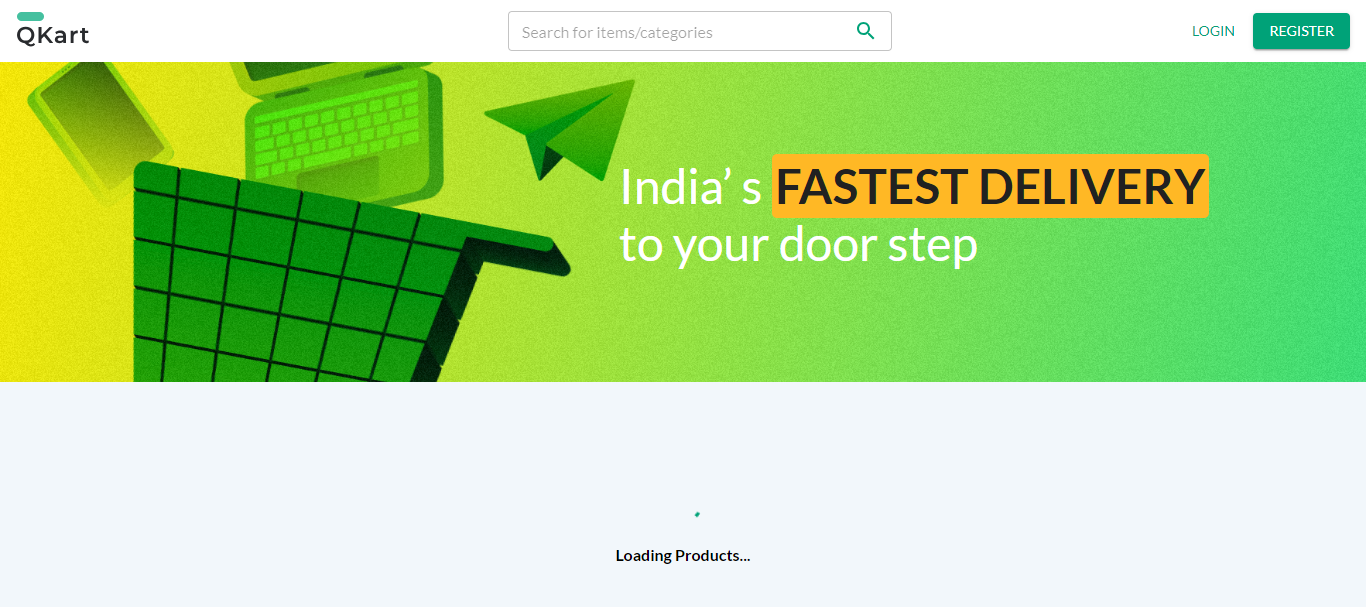 QKart
Search for items/categories
LOGIN
REGISTER
India’ s FASTEST DELIVERY
to your door step
Loading Products...